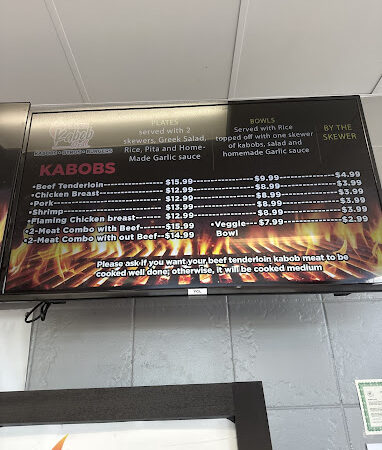 Papa's
KABOBS • GYROS • BURGERS
PLATES
served with 2
skewers, Greek Salad,
Rice, Pita and Home-
Made Garlic sauce
BOWLS
Served with Rice
topped off with one skewer
of kabobs, salad and
homemade Garlic sauce
BY THE
SKEWER
KABOBS
•Beef Tenderloin $15.99 $9.99 $4.99
•Chicken Breast $12.99 $8.99 $3.99
•Pork $12.99 $8.99 $3.99
•Shrimp $13.99 $8.99 $3.99
•Flaming Chicken breast $12.99 $8.99 $3.99
•2-Meat Combo with Beef $15.99 •Veggie $7.99 $2.99
•2-Meat Combo with out Beef--$14.99 Bowl
Please ask if you want your beef tenderloin kabob meat to be
cooked well done; otherwise, it will be cooked medium
TCL